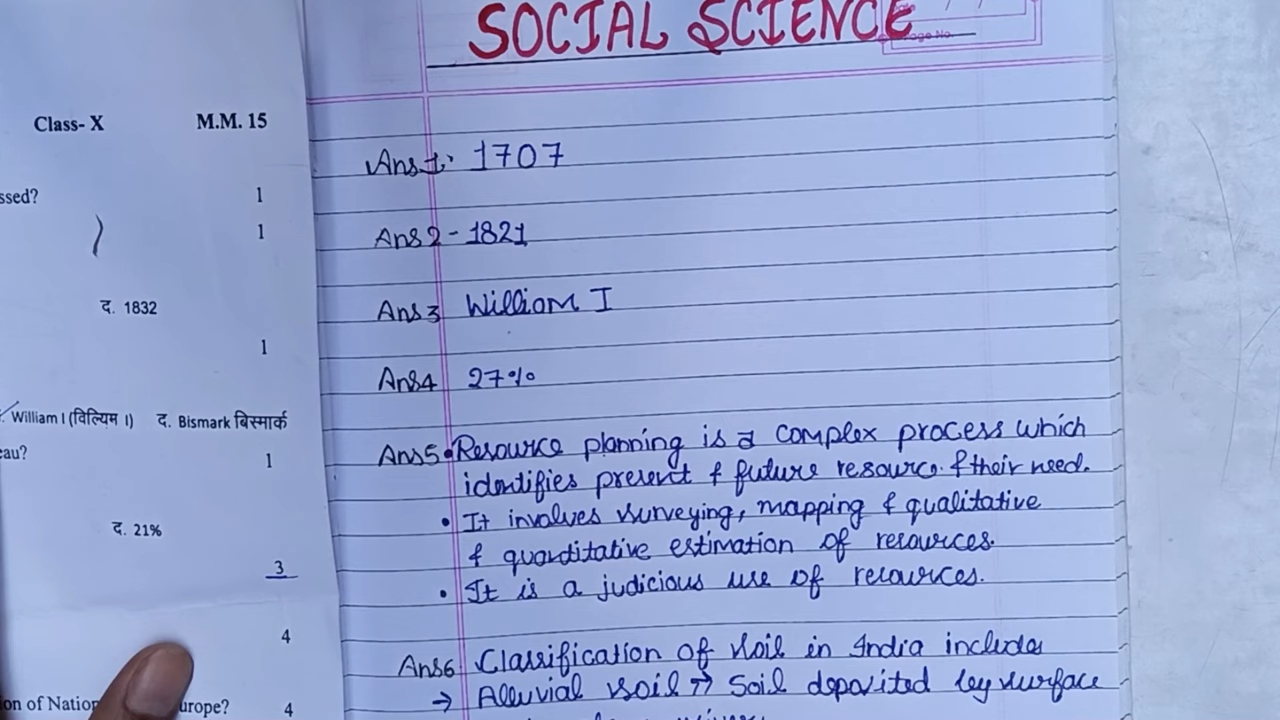 SOCIAL SCIENCE
Page No.
Class- X M.M. 15
ssed? 1
1
द. 1832
1
William I (विल्यिम I) द. Bismark बिस्मार्क
eau? 1
द. 21%
3
4
on of Nation urope? 4
Ans1. 1707
Ans2 - 1821
Ans3 William I
Ans4 27%
Ans5 • Resource planning is a complex process which
identifies present & future resource. & their need.
• It involves surveying, mapping & qualitative
& quantitative estimation of resources.
• It is a judicious use of resources.
Ans6 Classification of soil in India includes
→ Alluvial soil → Soil deposited by surface